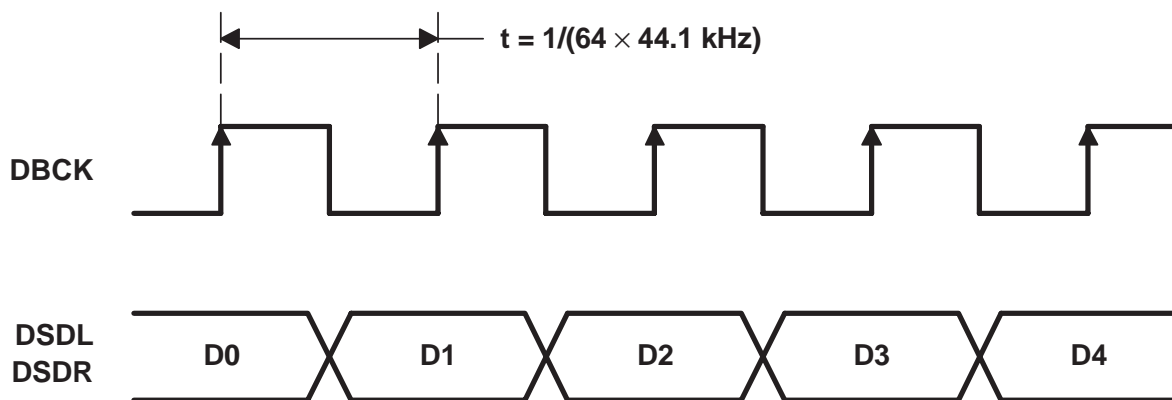 t = 1/(64 × 44.1 kHz)
DBCK
DSDL
DSDR
D0 D1 D2 D3 D4